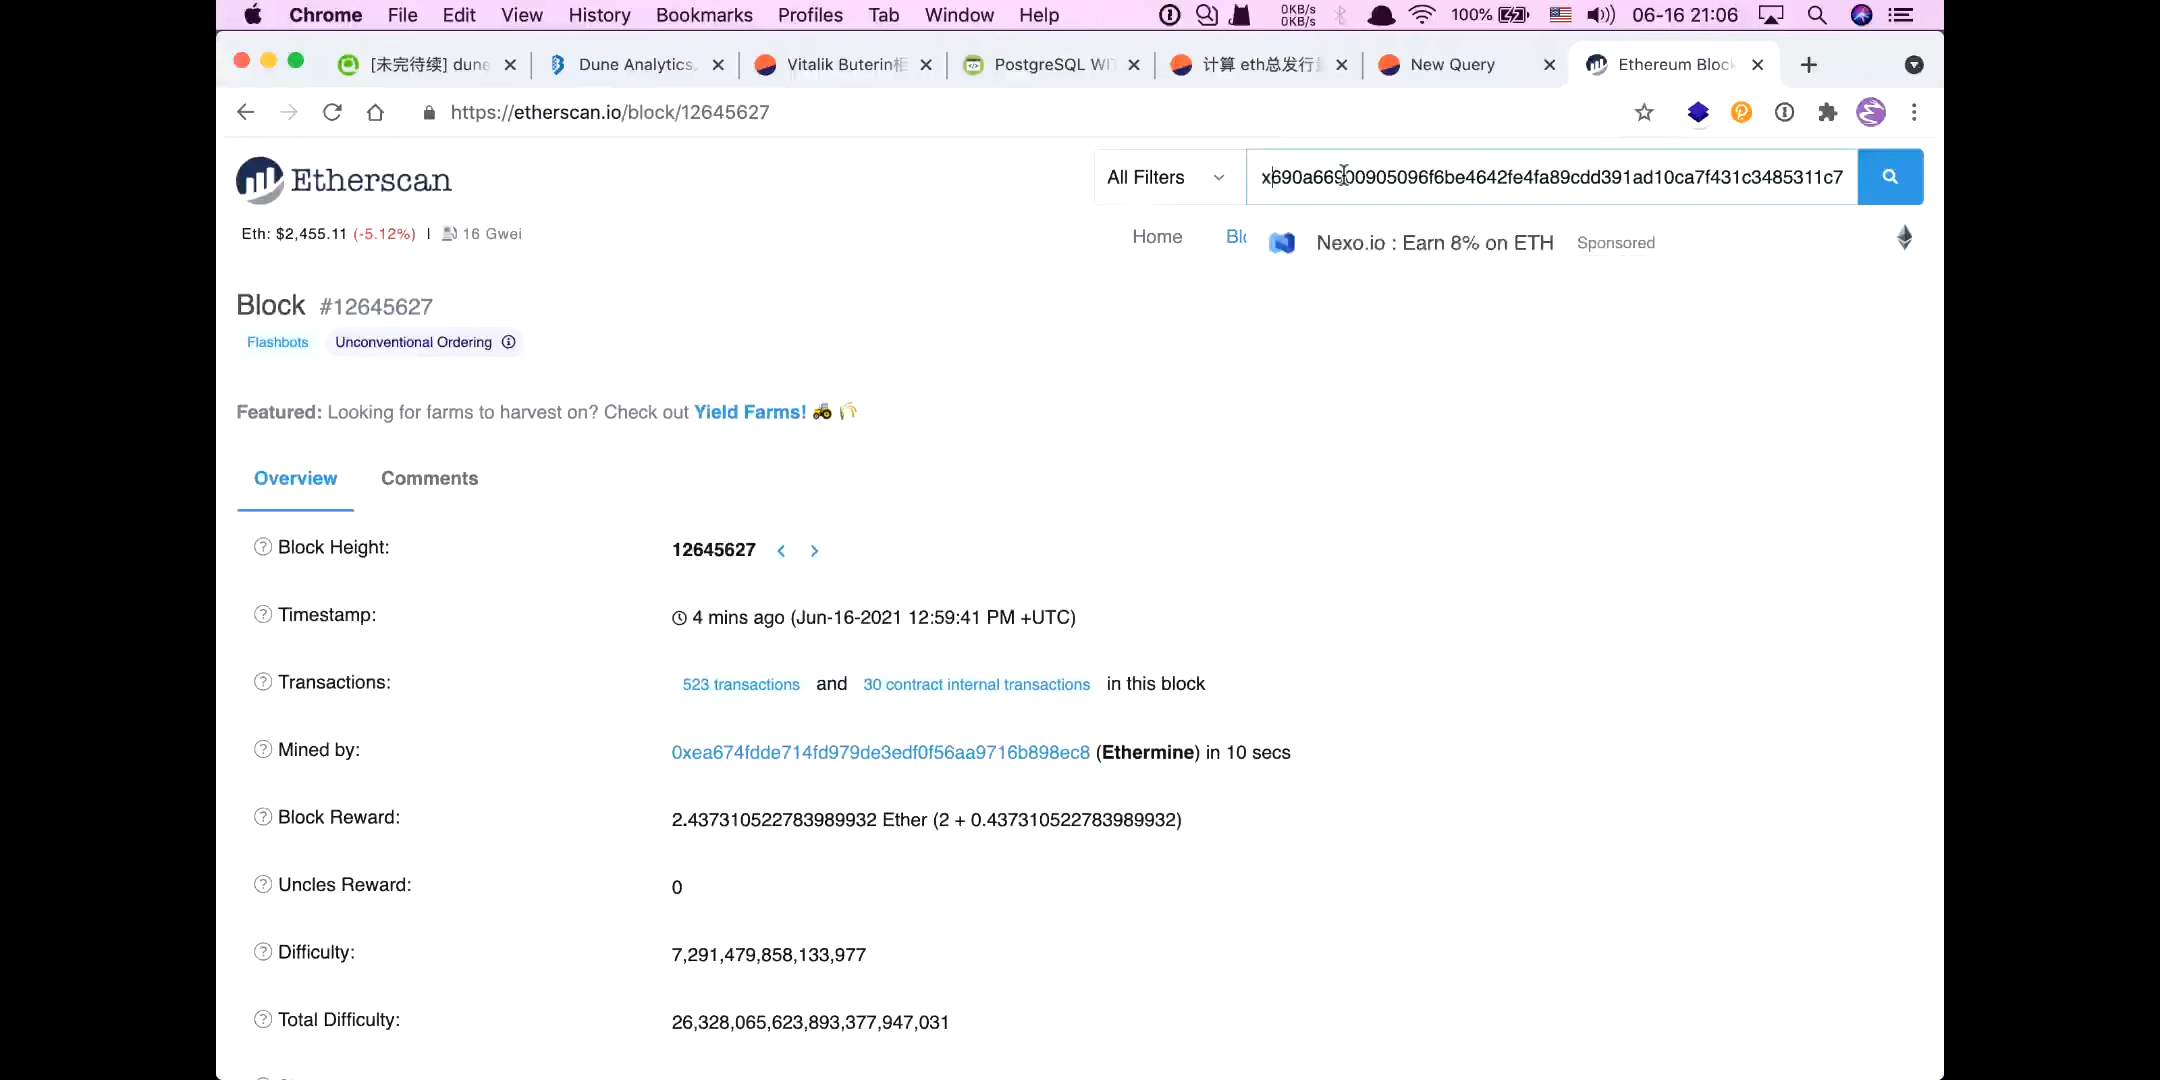 Chrome File Edit View History Bookmarks Profiles Tab Window Help 0KB/s 0KB/s 100% 06-16 21:06
[未完待续] dune Dune Analytics, Vitalik Buterin PostgreSQL WIT 计算 eth总发行 New Query Ethereum Block
https://etherscan.io/block/12645627
Etherscan All Filters x690a66900905096f6be4642fe4fa89cdd391ad10ca7f431c3485311c7
Eth: $2,455.11 (-5.12%) | 16 Gwei Home Blo Nexo.io : Earn 8% on ETH Sponsored
Block #12645627
Flashbots Unconventional Ordering
Featured: Looking for farms to harvest on? Check out Yield Farms!
Overview Comments
Block Height: 12645627
Timestamp: 4 mins ago (Jun-16-2021 12:59:41 PM +UTC)
Transactions: 523 transactions and 30 contract internal transactions in this block
Mined by: 0xea674fdde714fd979de3edf0f56aa9716b898ec8 (Ethermine) in 10 secs
Block Reward: 2.437310522783989932 Ether (2 + 0.437310522783989932)
Uncles Reward: 0
Difficulty: 7,291,479,858,133,977
Total Difficulty: 26,328,065,623,893,377,947,031